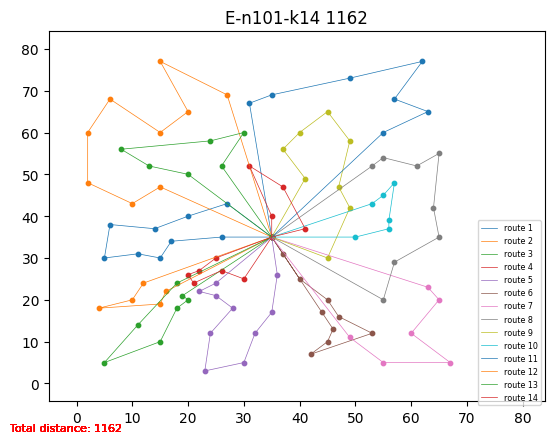 E-n101-k14 1162
80
70
60
50
40
30
20
10
0
route 1
route 2
route 3
route 4
route 5
route 6
route 7
route 8
route 9
route 10
route 11
route 12
route 13
route 14
0 10 20 30 40 50 60 70 80
Total distance: 1162